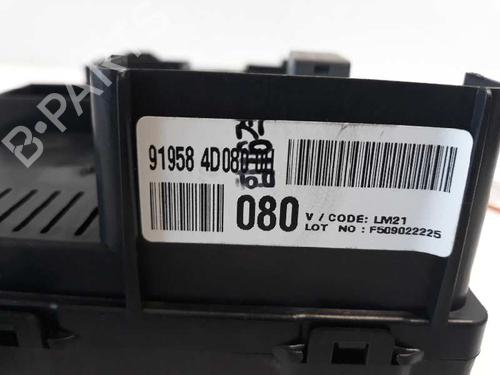 B-PARTS
91958 4D080
080
V / CODE: LM21
LOT NO : F509022225